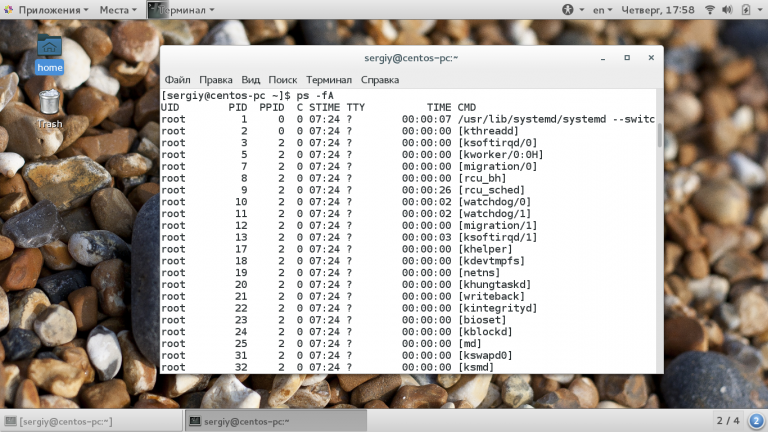 Приложения Места Терминал en Четверг, 17:58
home
Trash
sergiy@centos-pc:~
Файл Правка Вид Поиск Терминал Справка
[sergiy@centos-pc ~]$ ps -fA
UID PID PPID C STIME TTY TIME CMD
root 1 0 0 07:24 ? 00:00:07 /usr/lib/systemd/systemd --switc
root 2 0 0 07:24 ? 00:00:00 [kthreadd]
root 3 2 0 07:24 ? 00:00:00 [ksoftirqd/0]
root 5 2 0 07:24 ? 00:00:00 [kworker/0:0H]
root 7 2 0 07:24 ? 00:00:00 [migration/0]
root 8 2 0 07:24 ? 00:00:00 [rcu_bh]
root 9 2 0 07:24 ? 00:00:26 [rcu_sched]
root 10 2 0 07:24 ? 00:00:02 [watchdog/0]
root 11 2 0 07:24 ? 00:00:02 [watchdog/1]
root 12 2 0 07:24 ? 00:00:00 [migration/1]
root 13 2 0 07:24 ? 00:00:03 [ksoftirqd/1]
root 17 2 0 07:24 ? 00:00:00 [khelper]
root 18 2 0 07:24 ? 00:00:00 [kdevtmpfs]
root 19 2 0 07:24 ? 00:00:00 [netns]
root 20 2 0 07:24 ? 00:00:00 [khungtaskd]
root 21 2 0 07:24 ? 00:00:00 [writeback]
root 22 2 0 07:24 ? 00:00:00 [kintegrityd]
root 23 2 0 07:24 ? 00:00:00 [bioset]
root 24 2 0 07:24 ? 00:00:00 [kblockd]
root 25 2 0 07:24 ? 00:00:00 [md]
root 31 2 0 07:24 ? 00:00:00 [kswapd0]
root 32 2 0 07:24 ? 00:00:00 [ksmd]
[sergiy@centos-pc:~] sergiy@centos-pc:~ 2 / 4 2